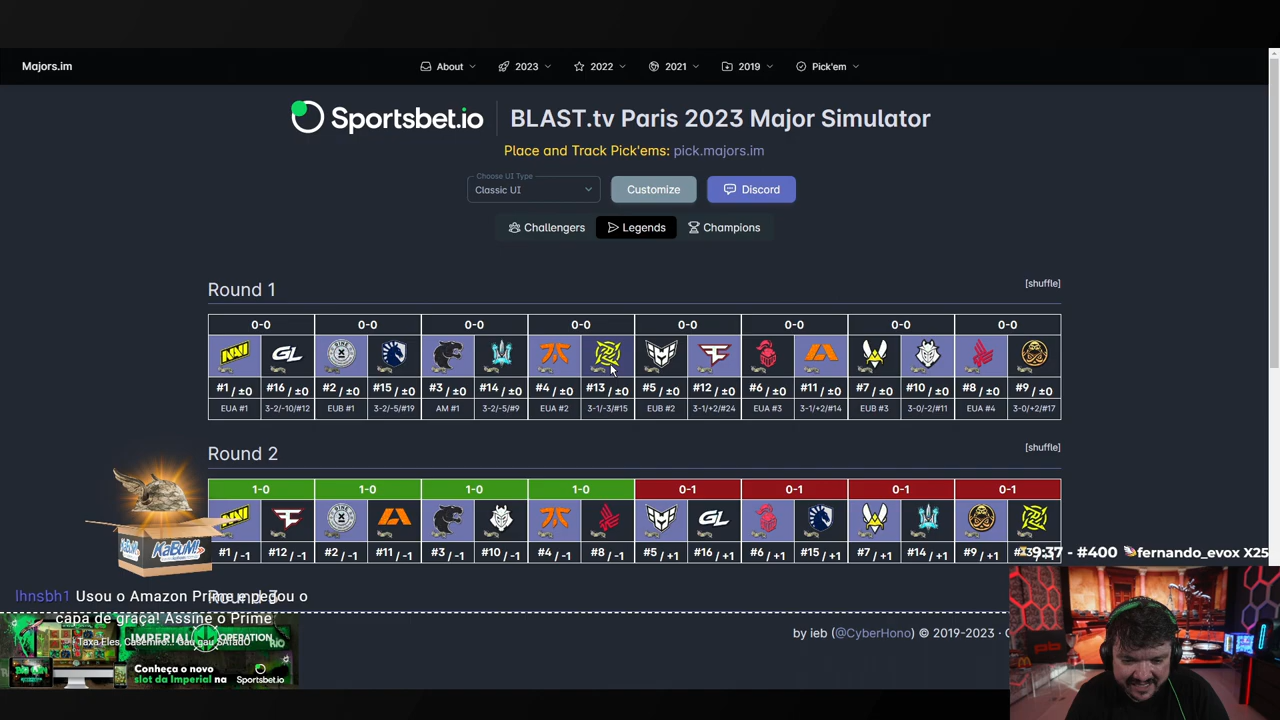 Majors.im
About
2023
2022
2021
2019
Pick'em
Sportsbet.io
BLAST.tv Paris 2023 Major Simulator
Place and Track Pick'ems: pick.majors.im
Choose UI Type
Classic UI
Customize
Discord
Challengers
Legends
Champions
Round 1
[shuffle]
0-0 0-0 0-0 0-0 0-0 0-0 0-0 0-0
#1 / ±0 #16 / ±0 #2 / ±0 #15 / ±0 #3 / ±0 #14 / ±0 #4 / ±0 #13 / ±0 #5 / ±0 #12 / ±0 #6 / ±0 #11 / ±0 #7 / ±0 #10 / ±0 #8 / ±0 #9 / ±0
EUA #1 3-2/-10/#12 EUB #1 3-2/-5/#19 AM #1 3-2/-5/#9 EUA #2 3-1/-3/#15 EUB #2 3-1/+2/#24 EUA #3 3-1/+2/#14 EUB #3 3-0/-2/#11 EUA #4 3-0/+2/#17
Round 2
[shuffle]
1-0 1-0 1-0 1-0 0-1 0-1 0-1 0-1
#1 / -1 #12 / -1 #2 / -1 #11 / -1 #3 / -1 #10 / -1 #4 / -1 #8 / -1 #5 / +1 #16 / +1 #6 / +1 #15 / +1 #7 / +1 #14 / +1 #9 / +1
9:37 - #400 fernando_evox X25
KaBuM!
lhnsbh1 Usou o Amazon Prime e pegou o
capa de graça! Assine o Prime
Round 3
Taxa Eles, Casemiro...
IMPERIAL OPERATION
RIO
Conheça o novo
slot da Imperial na
Sportsbet.io
by ieb (@CyberHono) © 2019-2023